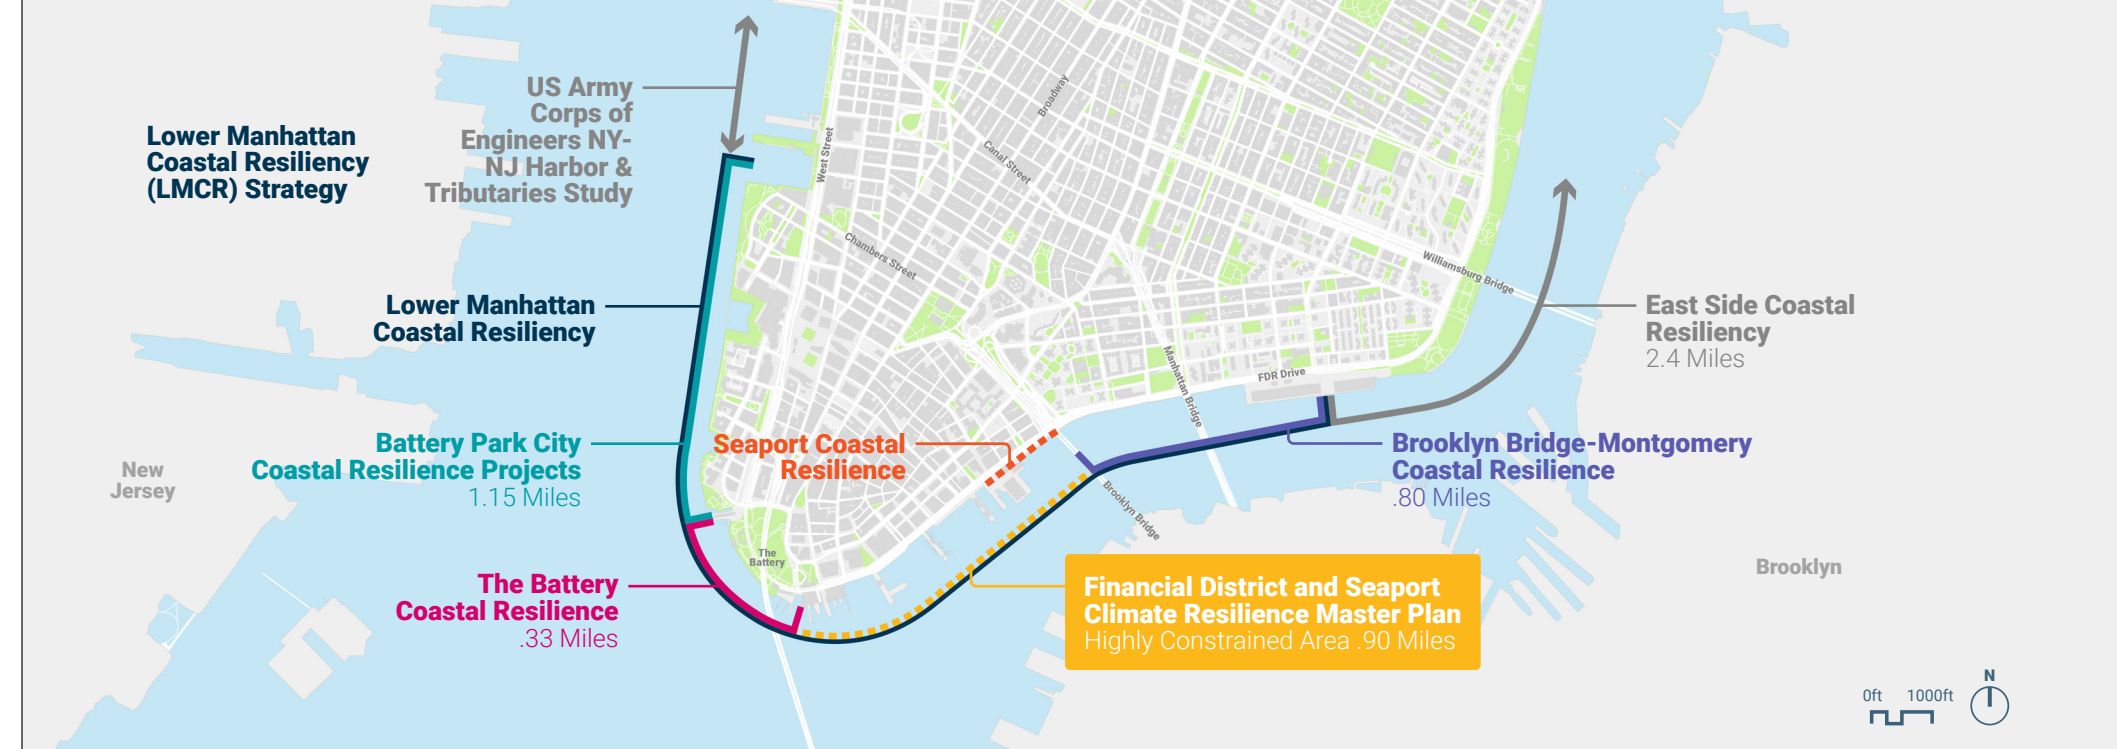 Lower Manhattan
Coastal Resiliency
(LMCR) Strategy
US Army
Corps of
Engineers NY-
NJ Harbor &
Tributaries Study
Lower Manhattan
Coastal Resiliency
Battery Park City
Coastal Resilience Projects
1.15 Miles
The Battery
Coastal Resilience
.33 Miles
Seaport Coastal
Resilience
Financial District and Seaport
Climate Resilience Master Plan
Highly Constrained Area .90 Miles
Brooklyn Bridge-Montgomery
Coastal Resilience
.80 Miles
East Side Coastal
Resiliency
2.4 Miles
New
Jersey
Brooklyn
The
Battery
West Street
Chambers Street
Canal Street
Broadway
Williamsburg Bridge
Manhattan Bridge
FDR Drive
Brooklyn Bridge
0ft 1000ft
N